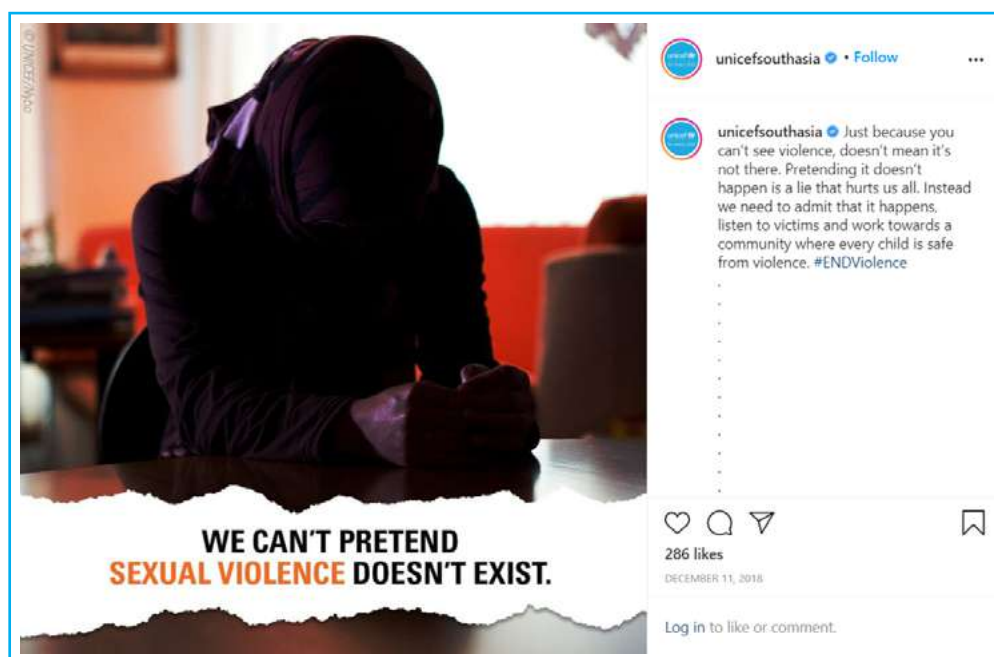 © UNICEF/Myoo
unicefsouthasia • Follow
unicefsouthasia Just because you
can't see violence, doesn't mean it's
not there. Pretending it doesn't
happen is a lie that hurts us all. Instead
we need to admit that it happens,
listen to victims and work towards a
community where every child is safe
from violence. #ENDViolence
.
.
.
.
.
.
.
.
.
.
WE CAN'T PRETEND
SEXUAL VIOLENCE DOESN'T EXIST.
286 likes
DECEMBER 11, 2018
Log in to like or comment.